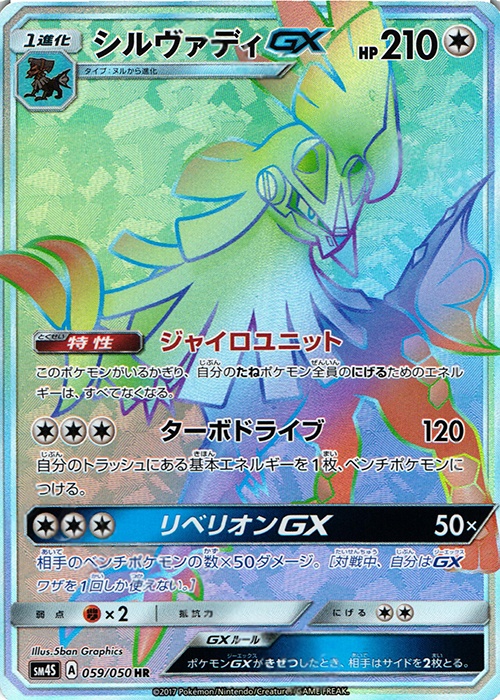 1進化 シルヴァディGX HP210
タイプ:ヌルから進化
とくせい
特性 ジャイロユニット
このポケモンがいるかぎり、自分のたねポケモン全員のにげるためのエネル
ギーは、すべてなくなる。
ターボドライブ 120
自分のトラッシュにある基本エネルギーを1枚、ベンチポケモンに
つける。
リベリオンGX 50×
相手のベンチポケモンの数×50ダメージ。[対戦中、自分はGX
ワザを1回しか使えない。]
弱点 ×2 抵抗力 にげる
Illus.5ban Graphics
GXルール
SM4S A 059/050 HR
ポケモンGXがきぜつしたとき、相手はサイドを2枚とる。
©2017 Pokémon/Nintendo/Creatures/GAME FREAK.